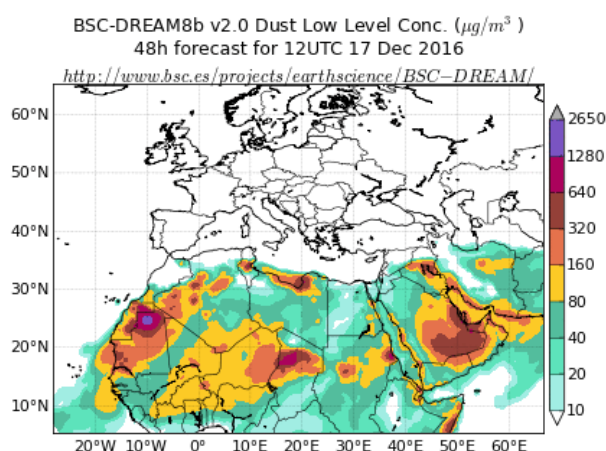 BSC-DREAM8b v2.0 Dust Low Level Conc. (μg/m³ )
48h forecast for 12UTC 17 Dec 2016
http://www.bsc.es/projects/earthscience/BSC−DREAM/
60°N
50°N
40°N
30°N
20°N
10°N
20°W 10°W 0° 10°E 20°E 30°E 40°E 50°E 60°E
2650
1280
640
320
160
80
40
20
10